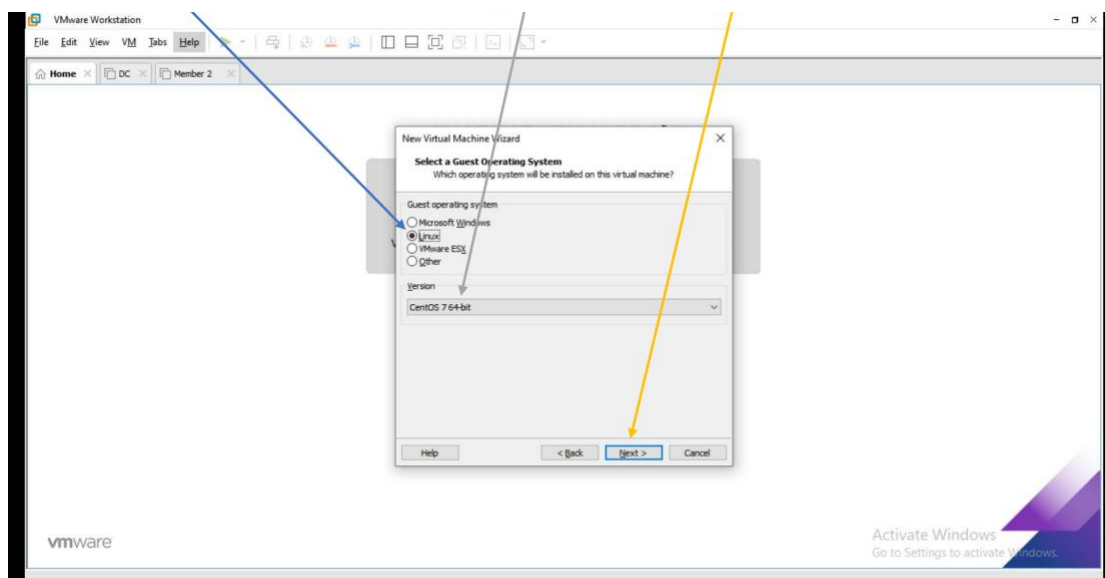 VMware Workstation
File Edit View VM Tabs Help
Home DC Member 2
New Virtual Machine Wizard
Select a Guest Operating System
Which operating system will be installed on this virtual machine?
Guest operating system
Microsoft Windows
Linux
VMware ESX
Other
Version
CentOS 7 64-bit
Help < Back Next > Cancel
vmware
Activate Windows
Go to Settings to activate Windows.